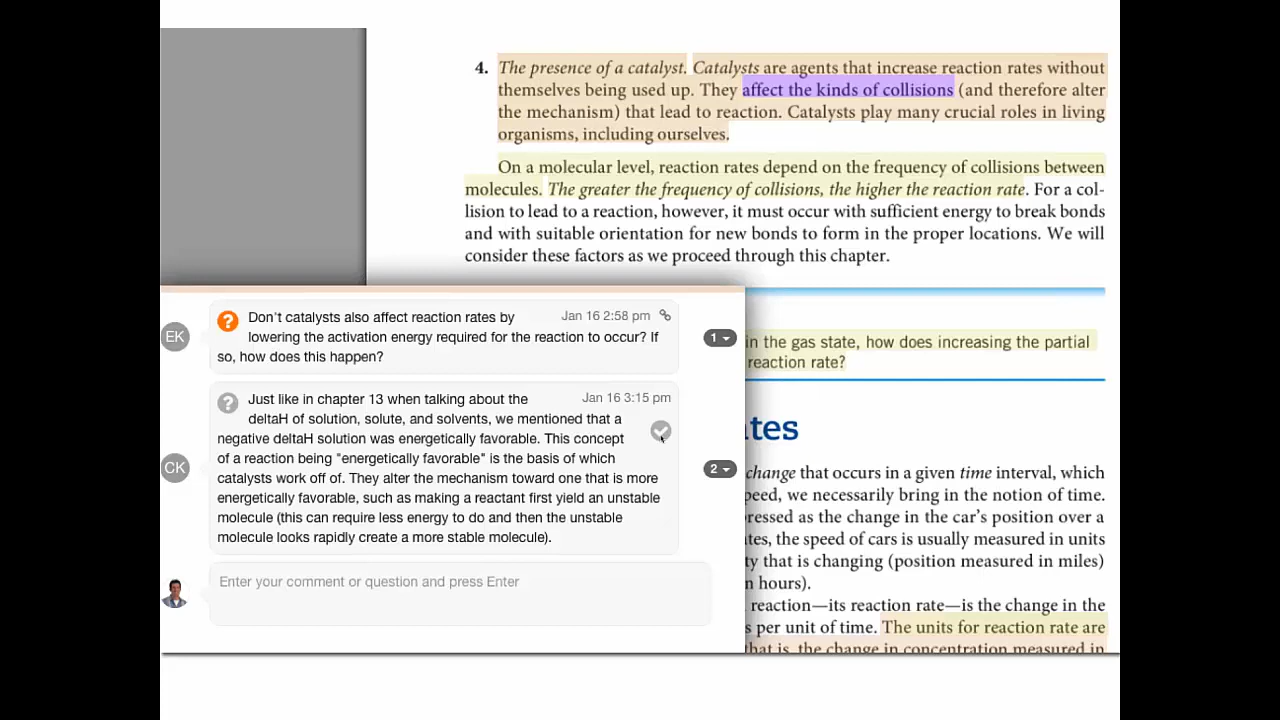 4. The presence of a catalyst. Catalysts are agents that increase reaction rates without
themselves being used up. They affect the kinds of collisions (and therefore alter
the mechanism) that lead to reaction. Catalysts play many crucial roles in living
organisms, including ourselves.
On a molecular level, reaction rates depend on the frequency of collisions between
molecules. The greater the frequency of collisions, the higher the reaction rate. For a col-
lision to lead to a reaction, however, it must occur with sufficient energy to break bonds
and with suitable orientation for new bonds to form in the proper locations. We will
consider these factors as we proceed through this chapter.
EK
?
Don't catalysts also affect reaction rates by
Jan 16 2:58 pm
lowering the activation energy required for the reaction to occur? If
so, how does this happen?
1
CK
?
Just like in chapter 13 when talking about the
Jan 16 3:15 pm
deltaH of solution, solute, and solvents, we mentioned that a
negative deltaH solution was energetically favorable. This concept
of a reaction being "energetically favorable" is the basis of which
catalysts work off of. They alter the mechanism toward one that is more
energetically favorable, such as making a reactant first yield an unstable
molecule (this can require less energy to do and then the unstable
molecule looks rapidly create a more stable molecule).
2
Enter your comment or question and press Enter
in the gas state, how does increasing the partial
reaction rate?
tes
change that occurs in a given time interval, which
peed, we necessarily bring in the notion of time.
ressed as the change in the car's position over a
tes, the speed of cars is usually measured in units
ty that is changing (position measured in miles)
n hours).
reaction—its reaction rate—is the change in the
s per unit of time. The units for reaction rate are
that is, the change in concentration measured in